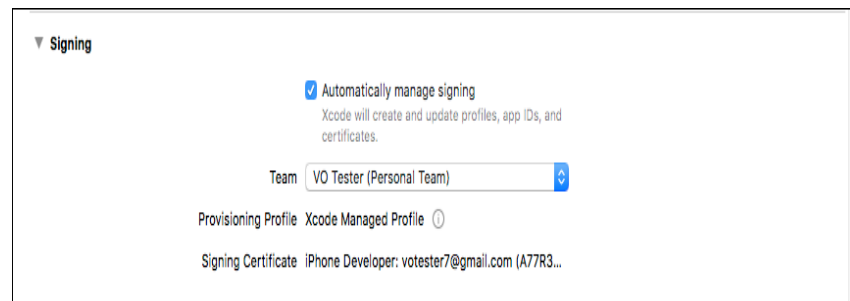 Signing
Automatically manage signing
Xcode will create and update profiles, app IDs, and
certificates.
Team VO Tester (Personal Team)
Provisioning Profile Xcode Managed Profile
Signing Certificate iPhone Developer: votester7@gmail.com (A77R3...